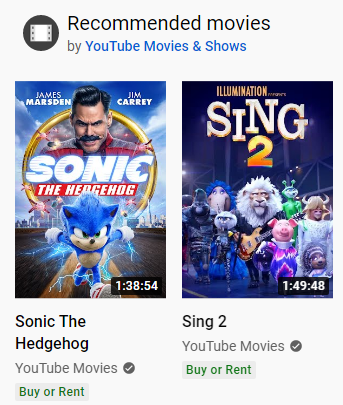 Recommended movies
by YouTube Movies & Shows
JAMES MARSDEN
JIM CARREY
SONIC
THE HEDGEHOG
1:38:54
ILLUMINATION PRESENTS
SING
2
1:49:48
Sonic The
Hedgehog
YouTube Movies
Buy or Rent
Sing 2
YouTube Movies
Buy or Rent